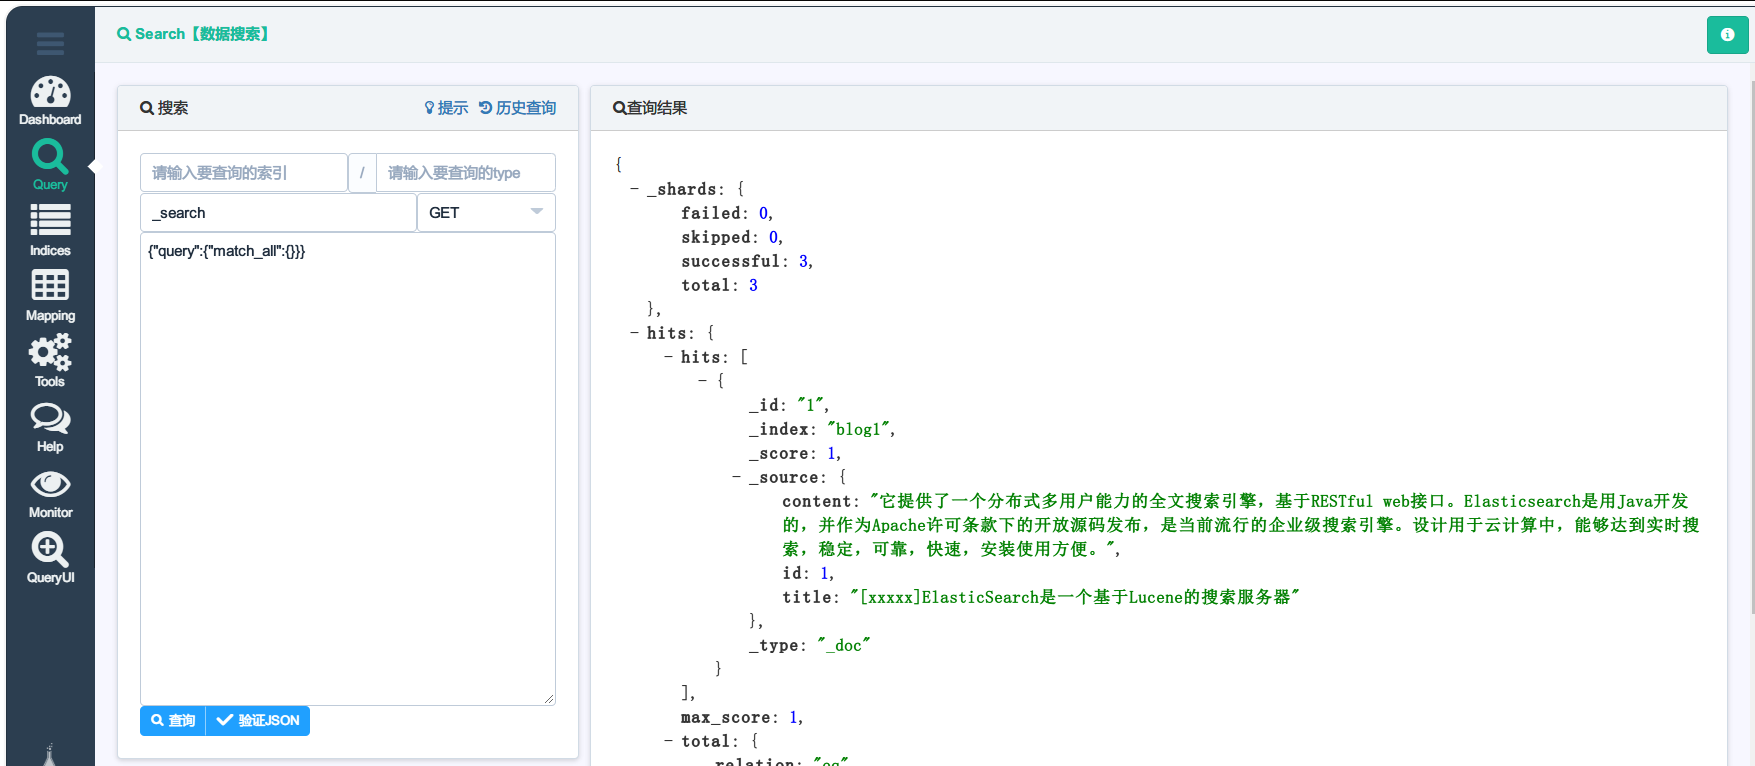 Search【数据搜索】
Dashboard
Query
Indices
Mapping
Tools
Help
Monitor
QueryUI
搜索
提示 历史查询
请输入要查询的索引 / 请输入要查询的type
_search GET
{"query":{"match_all":{}}}
查询 验证JSON
查询结果
{
− _shards: {
failed: 0,
skipped: 0,
successful: 3,
total: 3
},
− hits: {
− hits: [
− {
_id: "1",
_index: "blog1",
_score: 1,
− _source: {
content: "它提供了一个分布式多用户能力的全文搜索引擎，基于RESTful web接口。Elasticsearch是用Java开发
的，并作为Apache许可条款下的开放源码发布，是当前流行的企业级搜索引擎。设计用于云计算中，能够达到实时搜
索，稳定，可靠，快速，安装使用方便。",
id: 1,
title: "[xxxxx]ElasticSearch是一个基于Lucene的搜索服务器"
},
_type: "_doc"
}
],
max_score: 1,
− total: {
relation: "eq"